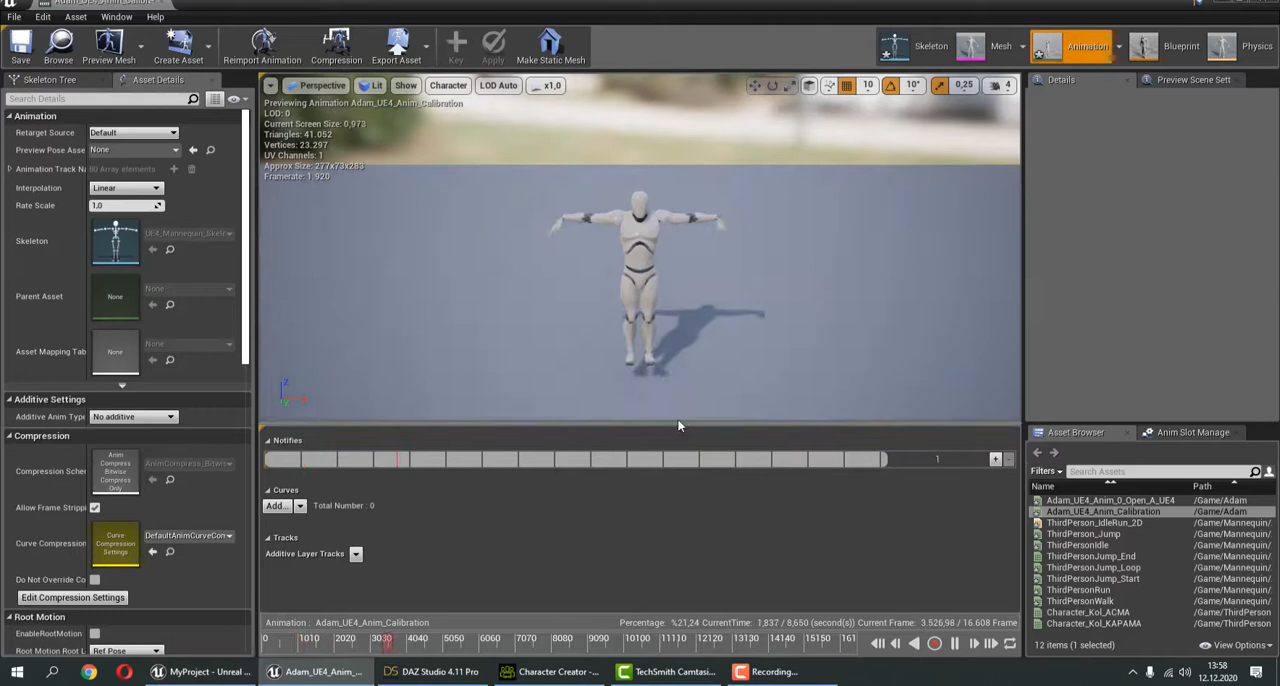 Adam_UE4_Anim_Calibr
File Edit Asset Window Help
Save Browse Preview Mesh Create Asset Reimport Animation Compression Export Asset Key Apply Make Static Mesh Skeleton Mesh Animation Blueprint Physics
Skeleton Tree Asset Details
Search Details
Animation
Retarget Source Default
Preview Pose Asse None
Animation Track Na 0 Array elements
Interpolation Linear
Rate Scale 1,0
Skeleton UE4_Mannequin_Skele
Parent Asset None None
Asset Mapping Tab None None
Additive Settings
Additive Anim Type No additive
Compression
Compression Schem Anim Compress Bitwise Compress Only AnimCompress_Bitwi
Allow Frame Strippi
Curve Compression Curve Compression Settings DefaultAnimCurveCon
Do Not Override Co
Edit Compression Settings
Root Motion
EnableRootMotion
Root Motion Root L Ref Pose
Perspective Lit Show Character LOD Auto x1,0 10 10° 0,25 4
Previewing Animation Adam_UE4_Anim_Calibration
LOD: 0
Current Screen Size: 0,973
Triangles: 41.052
Vertices: 23.297
UV Channels: 1
Approx Size: 277x73x283
Framerate: 1.920
Notifies
1
Curves
Add... Total Number : 0
Tracks
Additive Layer Tracks
Animation : Adam_UE4_Anim_Calibration Percentage: %21,24 CurrentTime: 1,837 / 8,650 (second(s)) Current Frame: 3.526,98 / 16.608 Frame
0 1010 2020 3030 4040 5050 6060 7070 8080 9090 10100 11110 12120 13130 14140 15150 161
Details Preview Scene Sett
Asset Browser Anim Slot Manage
Filters Search Assets
Name Path
Adam_UE4_Anim_0_Open_A_UE4 /Game/Adam
Adam_UE4_Anim_Calibration /Game/Adam
ThirdPerson_IdleRun_2D /Game/Mannequin/
ThirdPerson_Jump /Game/Mannequin/
ThirdPersonIdle /Game/Mannequin/
ThirdPersonJump_End /Game/Mannequin/
ThirdPersonJump_Loop /Game/Mannequin/
ThirdPersonJump_Start /Game/Mannequin/
ThirdPersonRun /Game/Mannequin/
ThirdPersonWalk /Game/Mannequin/
Character_Kol_ACMA /Game/ThirdPerson
Character_Kol_KAPAMA /Game/ThirdPerson
12 items (1 selected) View Options
MyProject - Unreal ... Adam_UE4_Anim_... DAZ Studio 4.11 Pro Character Creator -... TechSmith Camtasi... Recording...
13:58
12.12.2020